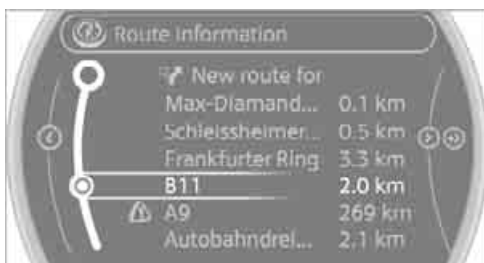 Route information
New route for
Max-Diamand... 0.1 km
Schleissheimer... 0.5 km
Frankfurter Ring 3.3 km
B11 2.0 km
A9 269 km
Autobahndrei... 2.1 km